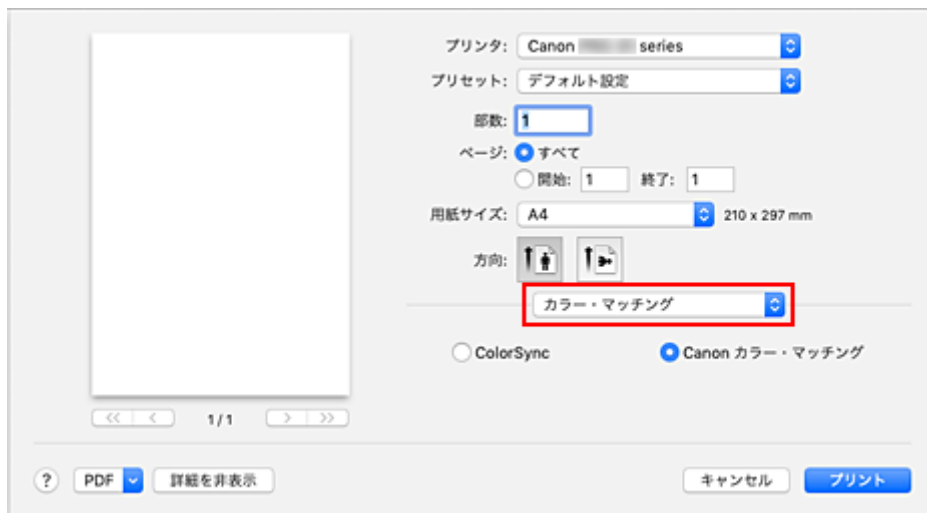 プリンタ: Canon series
プリセット: デフォルト設定
部数: 1
ページ: すべて
開始: 1 終了: 1
用紙サイズ: A4 210 x 297 mm
方向:
カラー・マッチング
ColorSync Canon カラー・マッチング
1/1
? PDF 詳細を非表示 キャンセル プリント